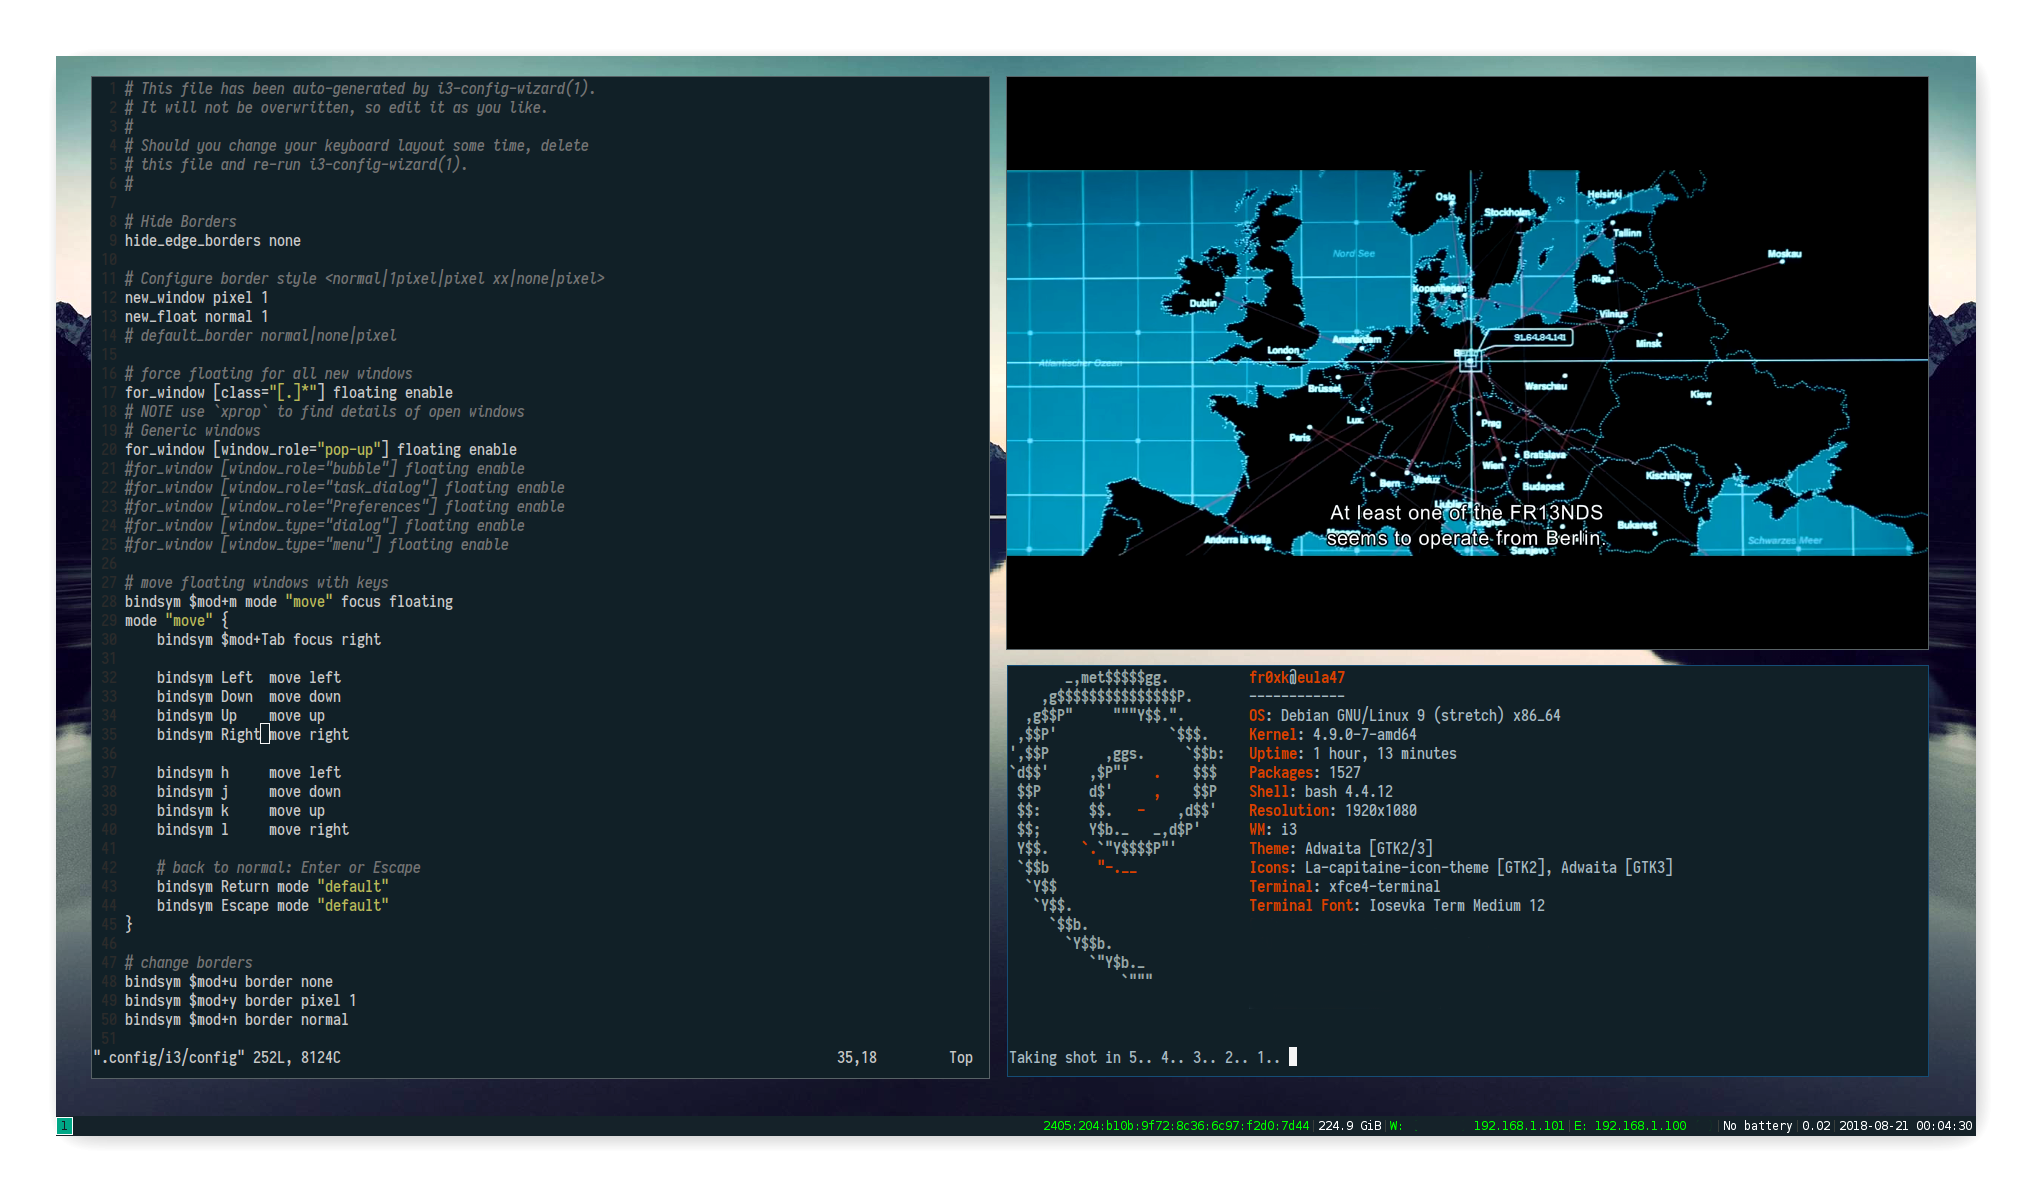 1 # This file has been auto-generated by i3-config-wizard(1).
2 # It will not be overwritten, so edit it as you like.
3 #
4 # Should you change your keyboard layout some time, delete
5 # this file and re-run i3-config-wizard(1).
6 #
7
8 # Hide Borders
9 hide_edge_borders none
10
11 # Configure border style <normal|1pixel|pixel xx|none|pixel>
12 new_window pixel 1
13 new_float normal 1
14 # default_border normal|none|pixel
15
16 # force floating for all new windows
17 for_window [class="[.]*"] floating enable
18 # NOTE use `xprop` to find details of open windows
19 # Generic windows
20 for_window [window_role="pop-up"] floating enable
21 #for_window [window_role="bubble"] floating enable
22 #for_window [window_role="task_dialog"] floating enable
23 #for_window [window_role="Preferences"] floating enable
24 #for_window [window_type="dialog"] floating enable
25 #for_window [window_type="menu"] floating enable
26
27 # move floating windows with keys
28 bindsym $mod+m mode "move" focus floating
29 mode "move" {
30     bindsym $mod+Tab focus right
31
32     bindsym Left  move left
33     bindsym Down  move down
34     bindsym Up    move up
35     bindsym Right move right
36
37     bindsym h     move left
38     bindsym j     move down
39     bindsym k     move up
40     bindsym l     move right
41
42     # back to normal: Enter or Escape
43     bindsym Return mode "default"
44     bindsym Escape mode "default"
45 }
46
47 # change borders
48 bindsym $mod+u border none
49 bindsym $mod+y border pixel 1
50 bindsym $mod+n border normal
51
".config/i3/config" 252L, 8124C 35,18 Top
Oslo
Helsinki
Stockholm
Tallinn
Nord See
Moskau
Riga
Kopenhagen
Dublin
Vilnius
Amsterdam
91.64.84.141
Minsk
London
Berlin
Atlantischer Ozean
Brüssel
Warschau
Kiew
Lux.
Prag
Paris
Wien
Bratislava
Bern
Vaduz
Budapest
Kischinjow
At least one of the FR13NDS
seems to operate from Berlin.
Bukarest
Andorra la Vella
Schwarzes Meer
Sarajevo
fr0xk@eula47
------------
OS: Debian GNU/Linux 9 (stretch) x86_64
Kernel: 4.9.0-7-amd64
Uptime: 1 hour, 13 minutes
Packages: 1527
Shell: bash 4.4.12
Resolution: 1920x1080
WM: i3
Theme: Adwaita [GTK2/3]
Icons: La-capitaine-icon-theme [GTK2], Adwaita [GTK3]
Terminal: xfce4-terminal
Terminal Font: Iosevka Term Medium 12
Taking shot in 5.. 4.. 3.. 2.. 1..
1 2405:204:b10b:9f72:8c36:6c97:f2d0:7d44 | 224.9 GiB | W: 192.168.1.101 | E: 192.168.1.100 | No battery | 0.02 | 2018-08-21 00:04:30